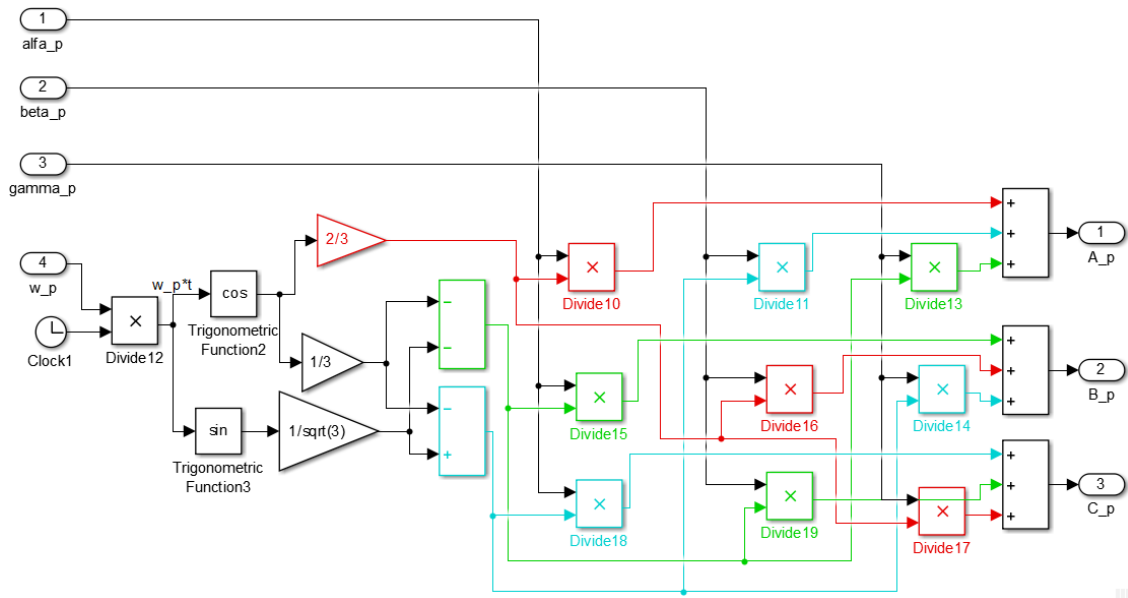 1
alfa_p
2
beta_p
3
gamma_p
4
w_p
Clock1
×
Divide12
w_p*t
cos
Trigonometric
Function2
sin
Trigonometric
Function3
2/3
1/3
1/sqrt(3)
−
−
−
+
×
Divide10
×
Divide11
×
Divide13
×
Divide15
×
Divide16
×
Divide14
×
Divide18
×
Divide19
×
Divide17
+
+
+
1
A_p
+
+
+
2
B_p
+
+
+
3
C_p